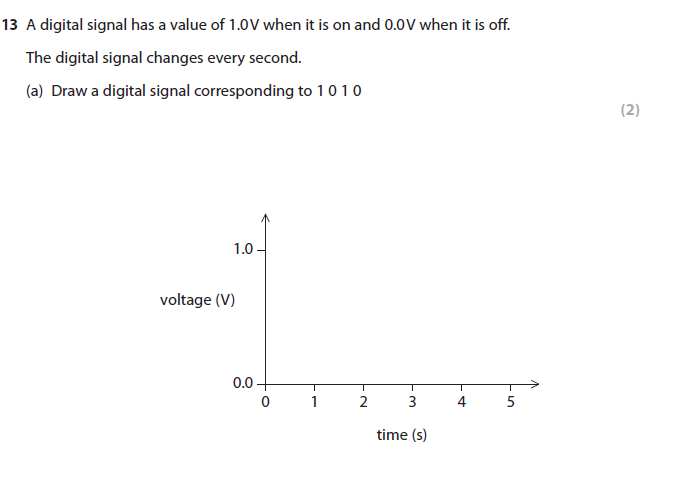 13 A digital signal has a value of 1.0V when it is on and 0.0V when it is off.
The digital signal changes every second.
(a) Draw a digital signal corresponding to 1 0 1 0
(2)
1.0
voltage (V)
0.0
0 1 2 3 4 5
time (s)